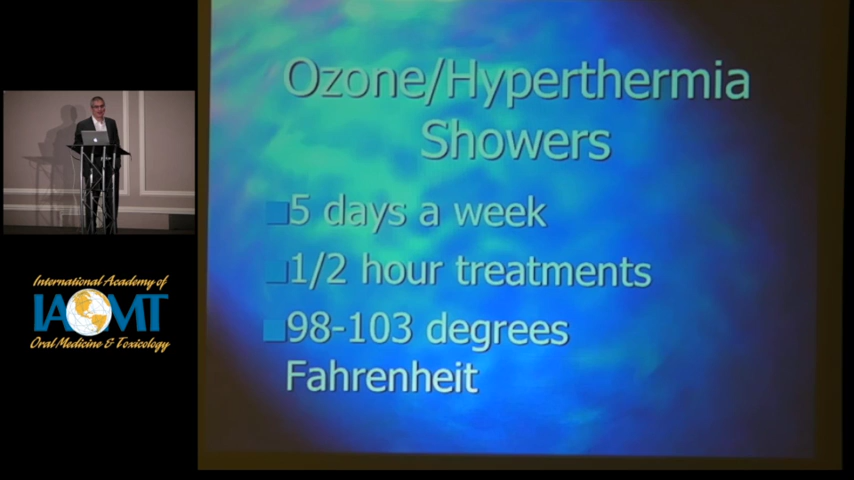 Ozone/Hyperthermia
Showers
5 days a week
1/2 hour treatments
98-103 degrees
Fahrenheit
International Academy of
IAOMT
Oral Medicine & Toxicology